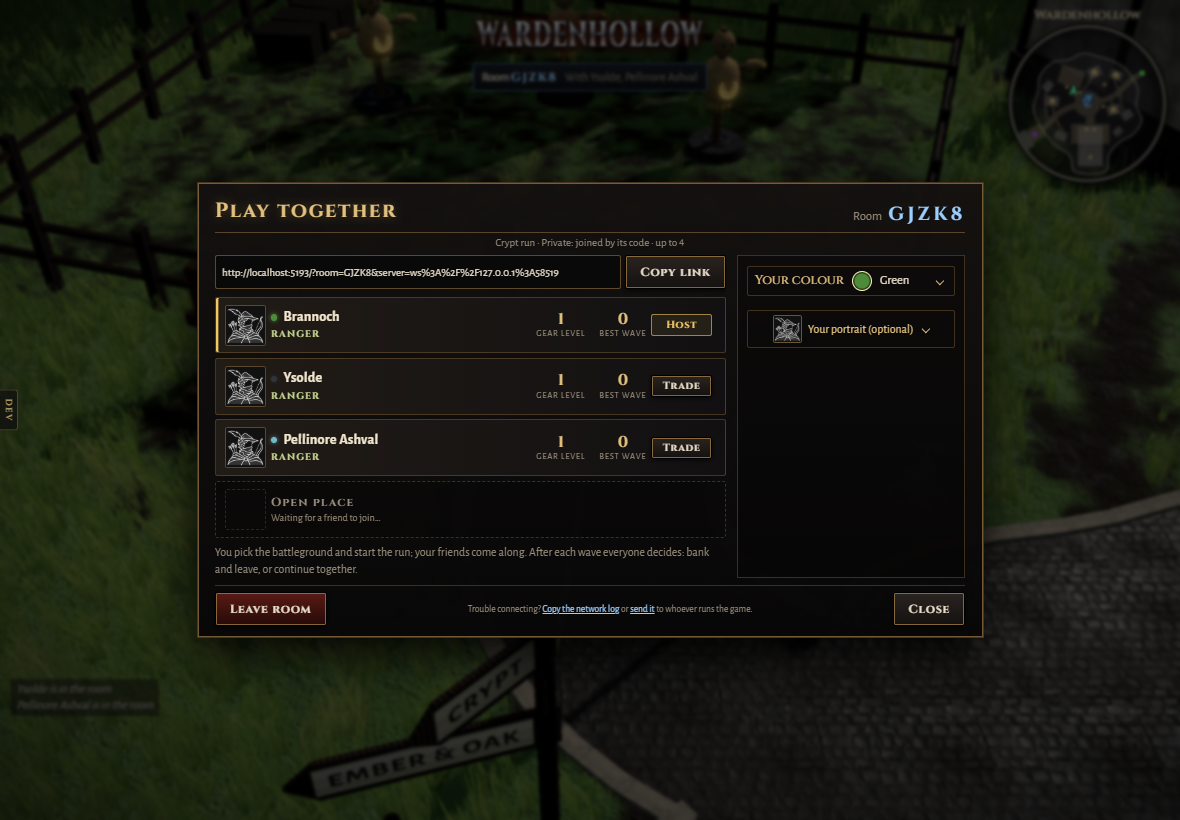 WARDENHOLLOW
WARDENHOLLOW
Room GJZK8 With Ysolde, Pellinore Ashval
PLAY TOGETHER
Room GJZK8
Crypt run · Private: joined by its code · up to 4
http://localhost:5193/?room=GJZK8&server=ws%3A%2F%2F127.0.0.1%3A58519
COPY LINK
YOUR COLOUR Green
Brannoch
RANGER
1
GEAR LEVEL
0
BEST WAVE
HOST
Your portrait (optional)
Ysolde
RANGER
1
GEAR LEVEL
0
BEST WAVE
TRADE
DEV
Pellinore Ashval
RANGER
1
GEAR LEVEL
0
BEST WAVE
TRADE
OPEN PLACE
Waiting for a friend to join...
You pick the battleground and start the run; your friends come along. After each wave everyone decides: bank
and leave, or continue together.
LEAVE ROOM
Trouble connecting? Copy the network log or send it to whoever runs the game.
CLOSE
Ysolde is in the room
Pellinore Ashval is in the room
CRYPT
EMBER & OAK